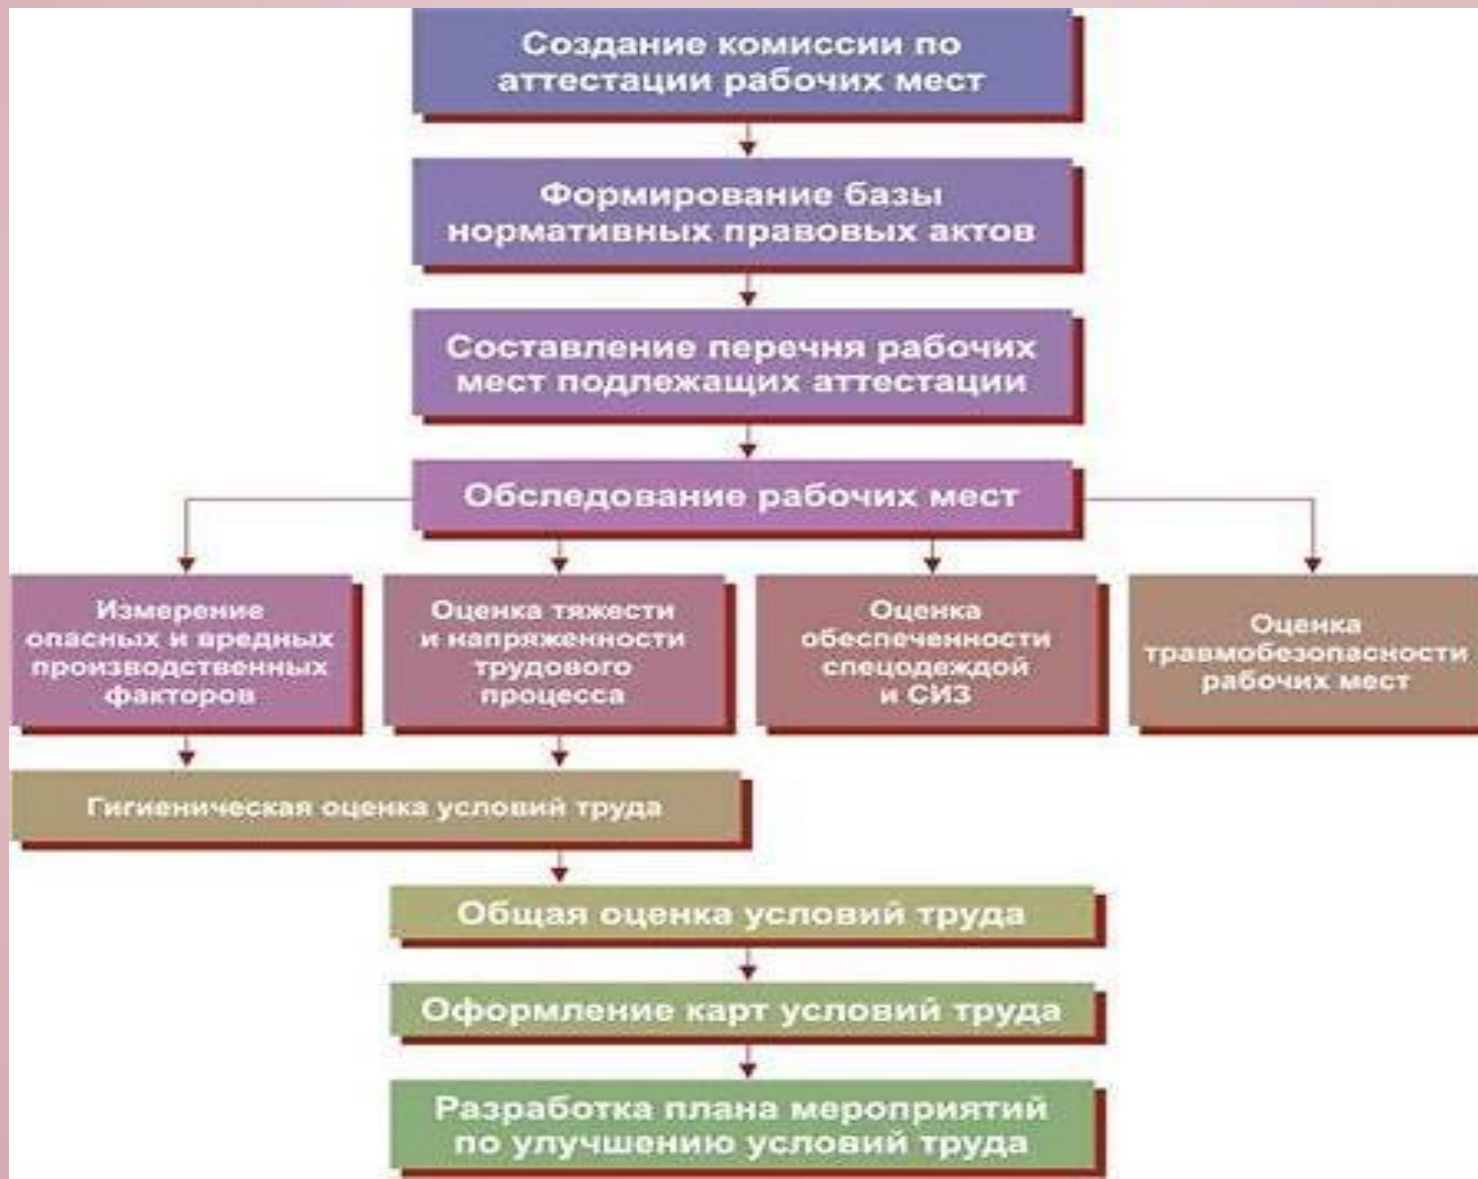 Создание комиссии по
аттестации рабочих мест
Формирование базы
нормативных правовых актов
Составление перечня рабочих
мест подлежащих аттестации
Обследование рабочих мест
Измерение
опасных и вредных
производственных
факторов
Оценка тяжести
и напряженности
трудового
процесса
Оценка
обеспеченности
спецодеждой
и СИЗ
Оценка
травмобезопасности
рабочих мест
Гигиеническая оценка условий труда
Общая оценка условий труда
Оформление карт условий труда
Разработка плана мероприятий
по улучшению условий труда